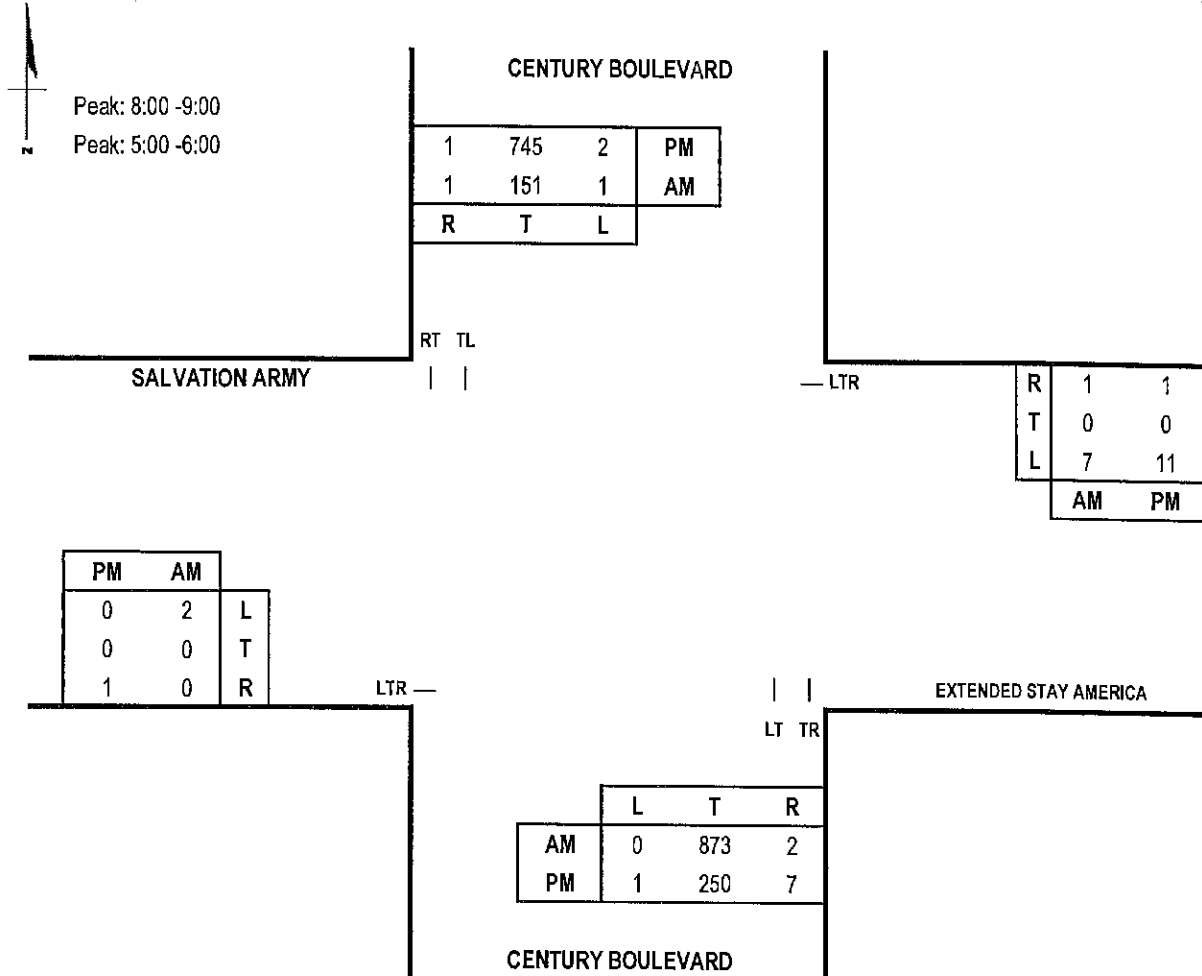 CENTURY BOULEVARD
Peak: 8:00 -9:00
Peak: 5:00 -6:00
N
1 745 2 PM
1 151 1 AM
R T L
RT TL
SALVATION ARMY
LTR
R 1 1
T 0 0
L 7 11
AM PM
PM AM
0 2 L
0 0 T
1 0 R
LTR
EXTENDED STAY AMERICA
LT TR
L T R
AM 0 873 2
PM 1 250 7
CENTURY BOULEVARD